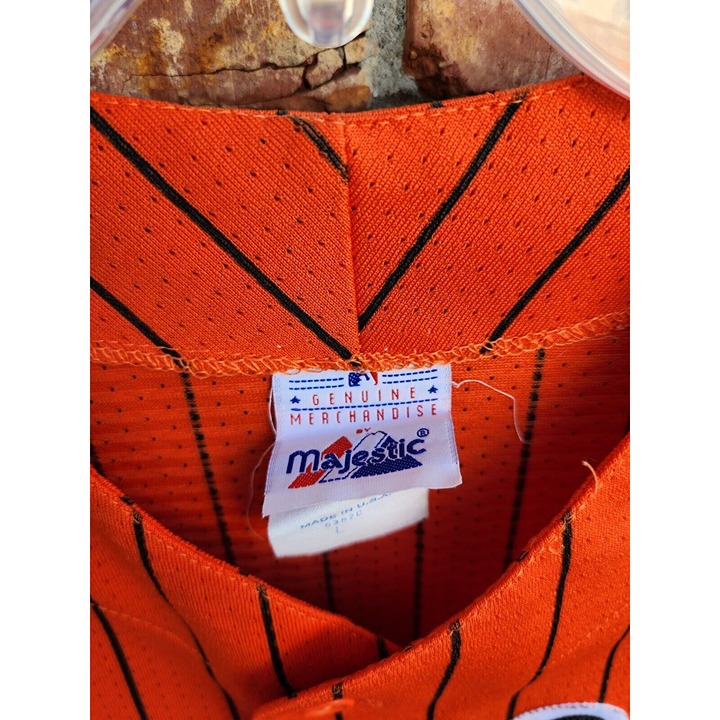 GENUINE
MERCHANDISE
BY
Majestic®
MADE IN U.S.A.
L